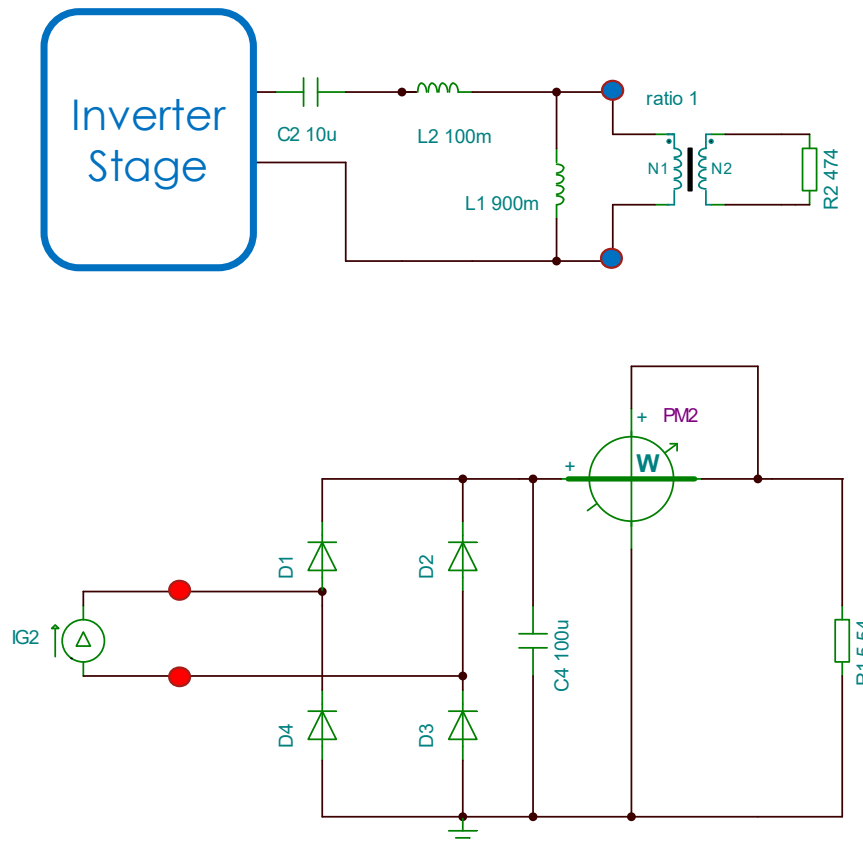 Inverter
Stage
C2 10u
L2 100m
L1 900m
ratio 1
N1
N2
R2 474
+
PM2
+
W
D1
D2
IG2
C4 100u
D4
D3